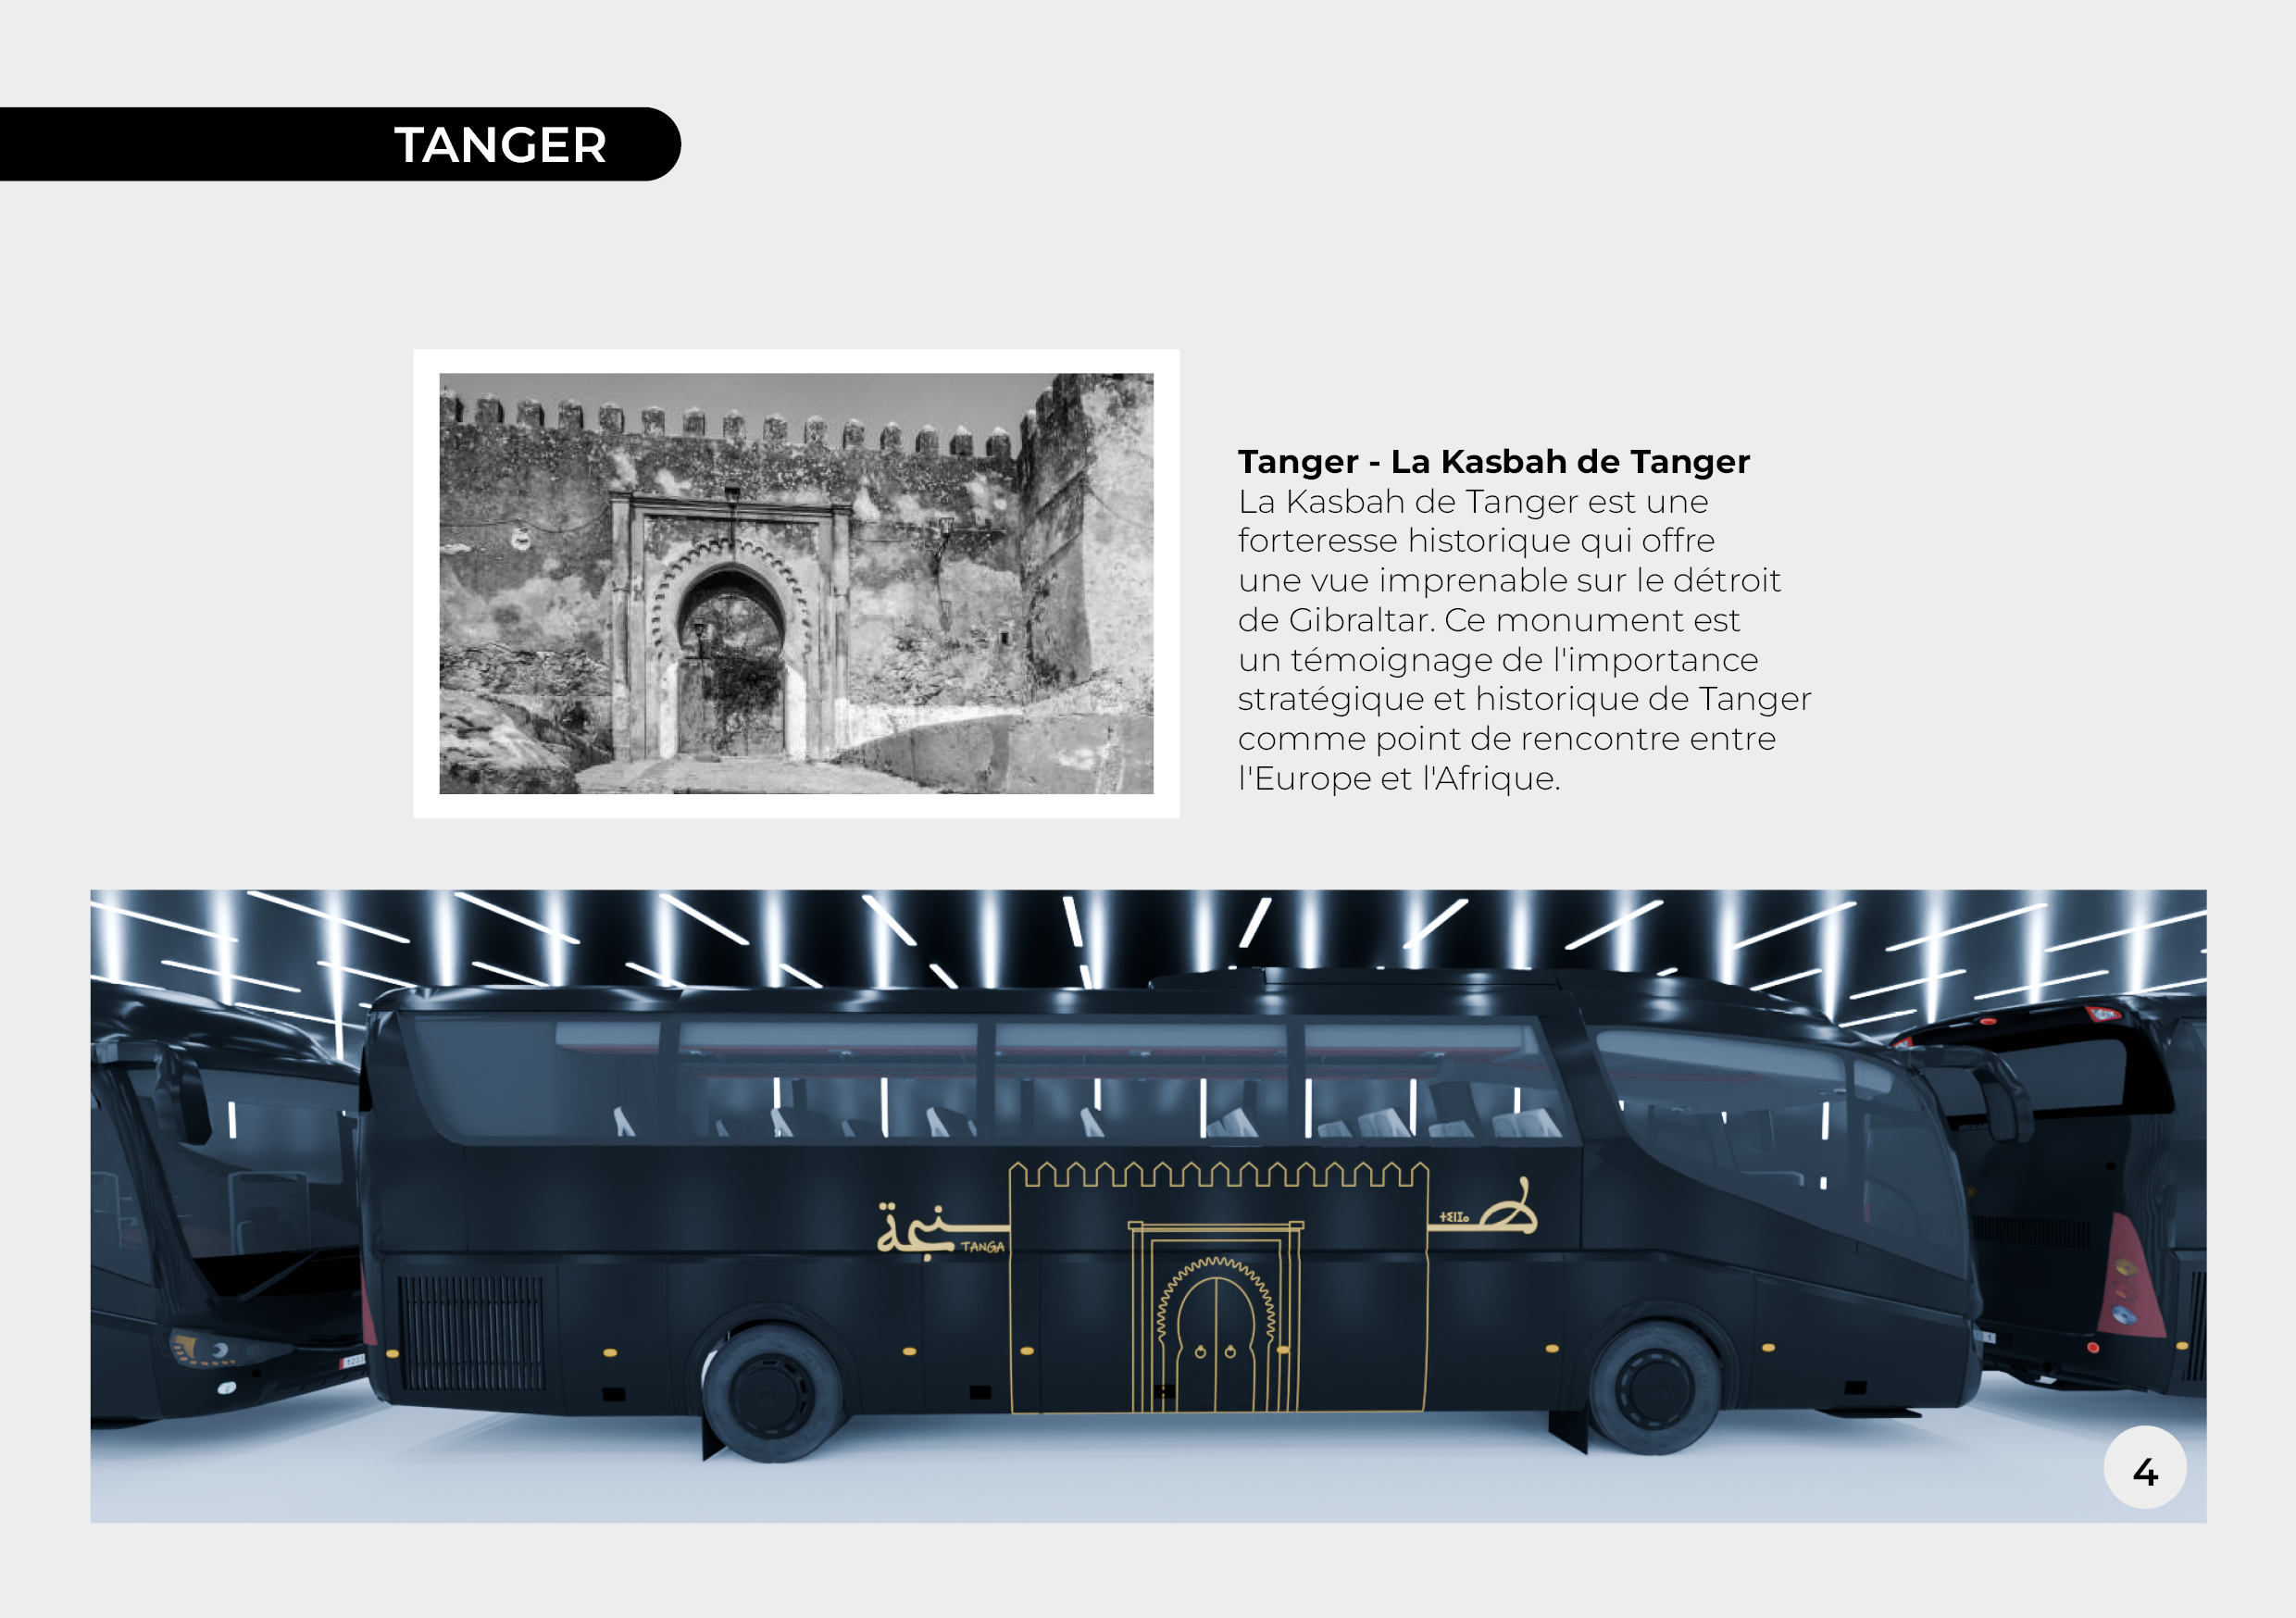 TANGER
Tanger - La Kasbah de Tanger
La Kasbah de Tanger est une
forteresse historique qui offre
une vue imprenable sur le détroit
de Gibraltar. Ce monument est
un témoignage de l'importance
stratégique et historique de Tanger
comme point de rencontre entre
l'Europe et l'Afrique.
طـنجة
ⵜⵉⵏⵊⴰ
TANGA
4